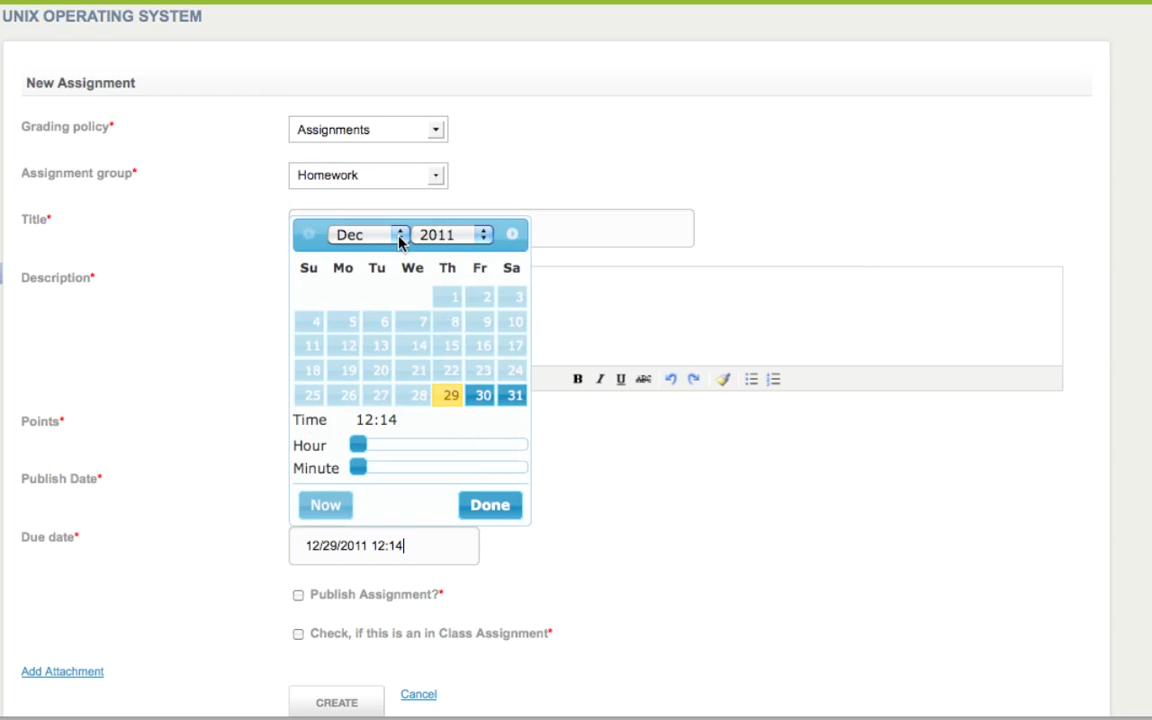 UNIX OPERATING SYSTEM
New Assignment
Grading policy*
Assignments
Assignment group*
Homework
Title*
Dec 2011
Su Mo Tu We Th Fr Sa
1 2 3
4 5 6 7 8 9 10
11 12 13 14 15 16 17
18 19 20 21 22 23 24
25 26 27 28 29 30 31
Time 12:14
Hour
Minute
Now Done
Description*
B I U ABC
Points*
Publish Date*
Due date*
12/29/2011 12:14
Publish Assignment?*
Check, if this is an in Class Assignment*
Add Attachment
CREATE
Cancel